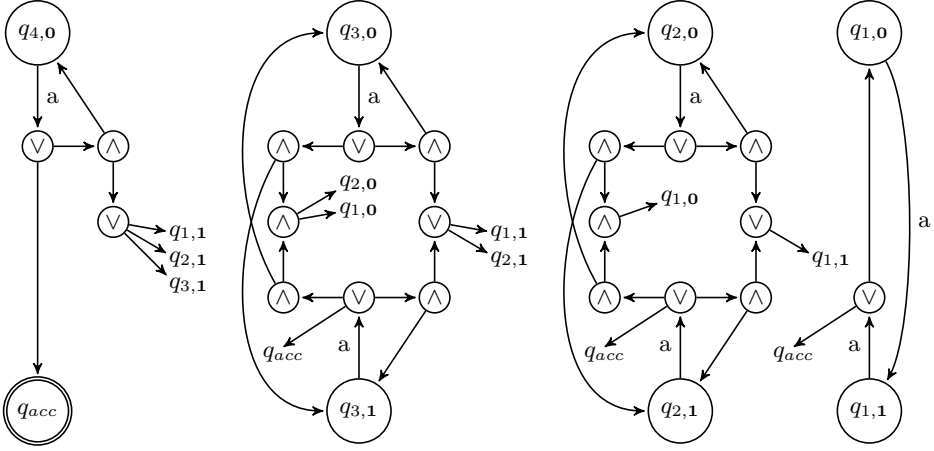 q4,0 q3,0 q2,0 q1,0
a a a
∨ ∧ ∧ ∨ ∧ ∧ ∨ ∧
q2,0
q1,0 q1,0
∨ ∧ ∨ ∧ ∨ a
q1,1 q1,1
q2,1 q2,1 q1,1
q3,1
∧ ∨ ∧ ∧ ∨ ∧ ∨
qacc a qacc a qacc a
qacc q3,1 q2,1 q1,1